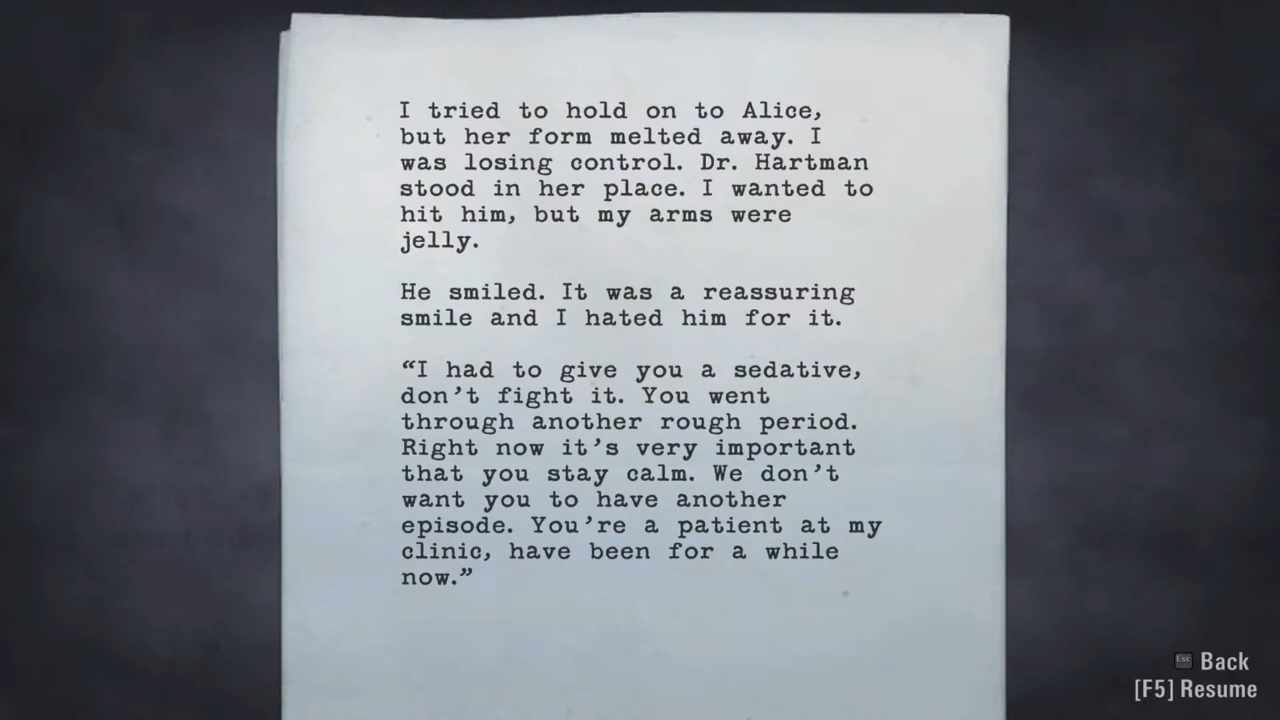 I tried to hold on to Alice,
but her form melted away. I
was losing control. Dr. Hartman
stood in her place. I wanted to
hit him, but my arms were
jelly.
He smiled. It was a reassuring
smile and I hated him for it.
“I had to give you a sedative,
don’t fight it. You went
through another rough period.
Right now it’s very important
that you stay calm. We don’t
want you to have another
episode. You’re a patient at my
clinic, have been for a while
now.”
Esc Back
[F5] Resume